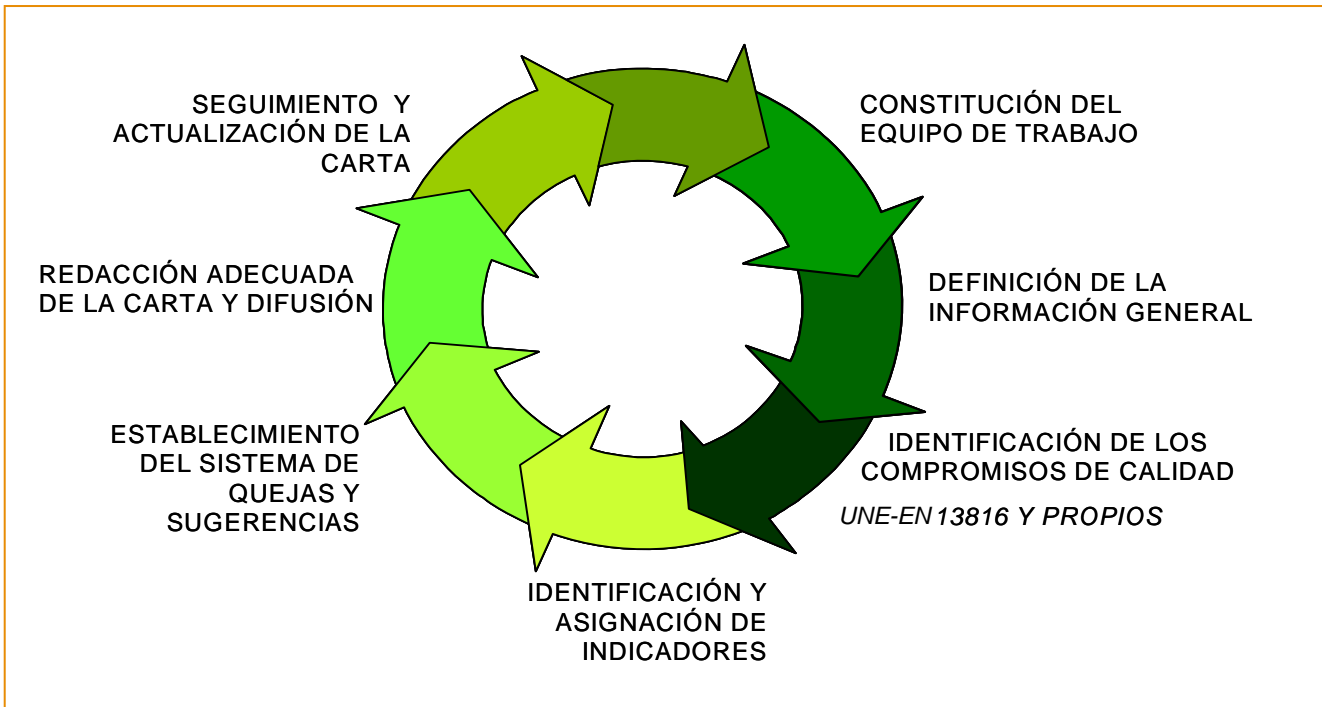 CONSTITUCIÓN DEL
EQUIPO DE TRABAJO
DEFINICIÓN DE LA
INFORMACIÓN GENERAL
IDENTIFICACIÓN DE LOS
COMPROMISOS DE CALIDAD
UNE-EN 13816 Y PROPIOS
IDENTIFICACIÓN Y
ASIGNACIÓN DE
INDICADORES
ESTABLECIMIENTO
DEL SISTEMA DE
QUEJAS Y
SUGERENCIAS
REDACCIÓN ADECUADA
DE LA CARTA Y DIFUSIÓN
SEGUIMIENTO Y
ACTUALIZACIÓN DE LA
CARTA